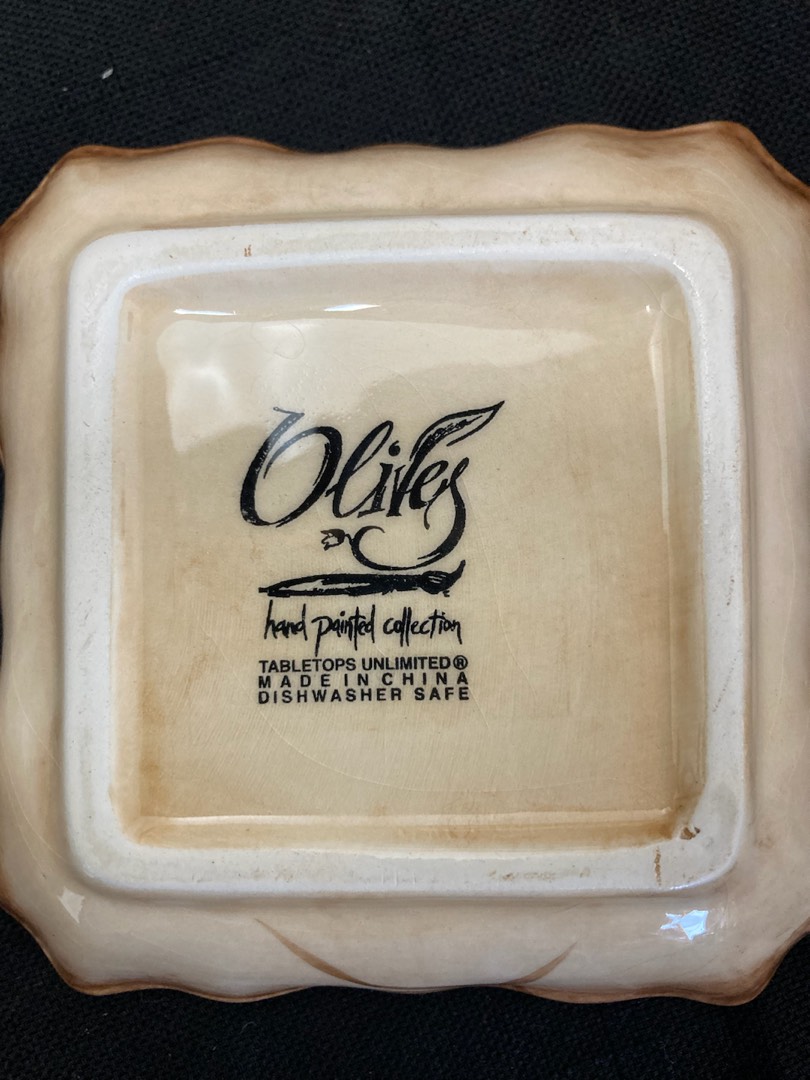 Olives
hand painted collection
TABLETOPS UNLIMITED®
MADE IN CHINA
DISHWASHER SAFE